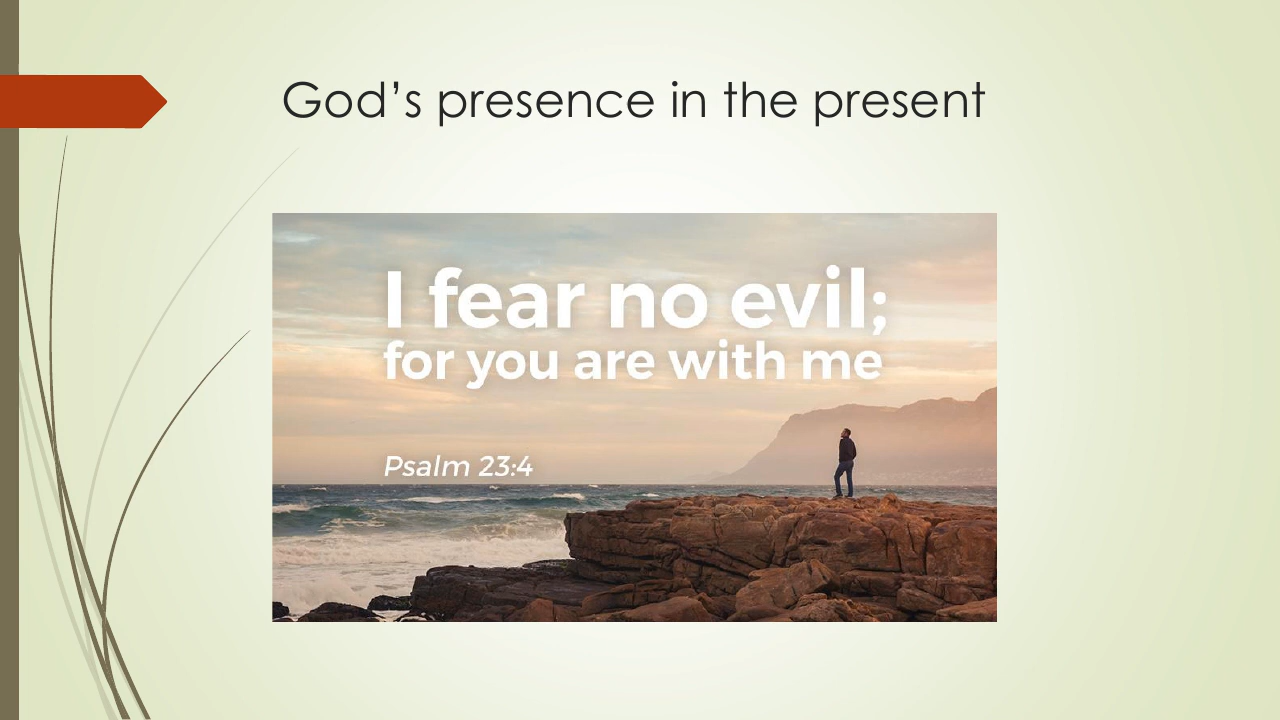 God’s presence in the present
I fear no evil;
for you are with me
Psalm 23:4